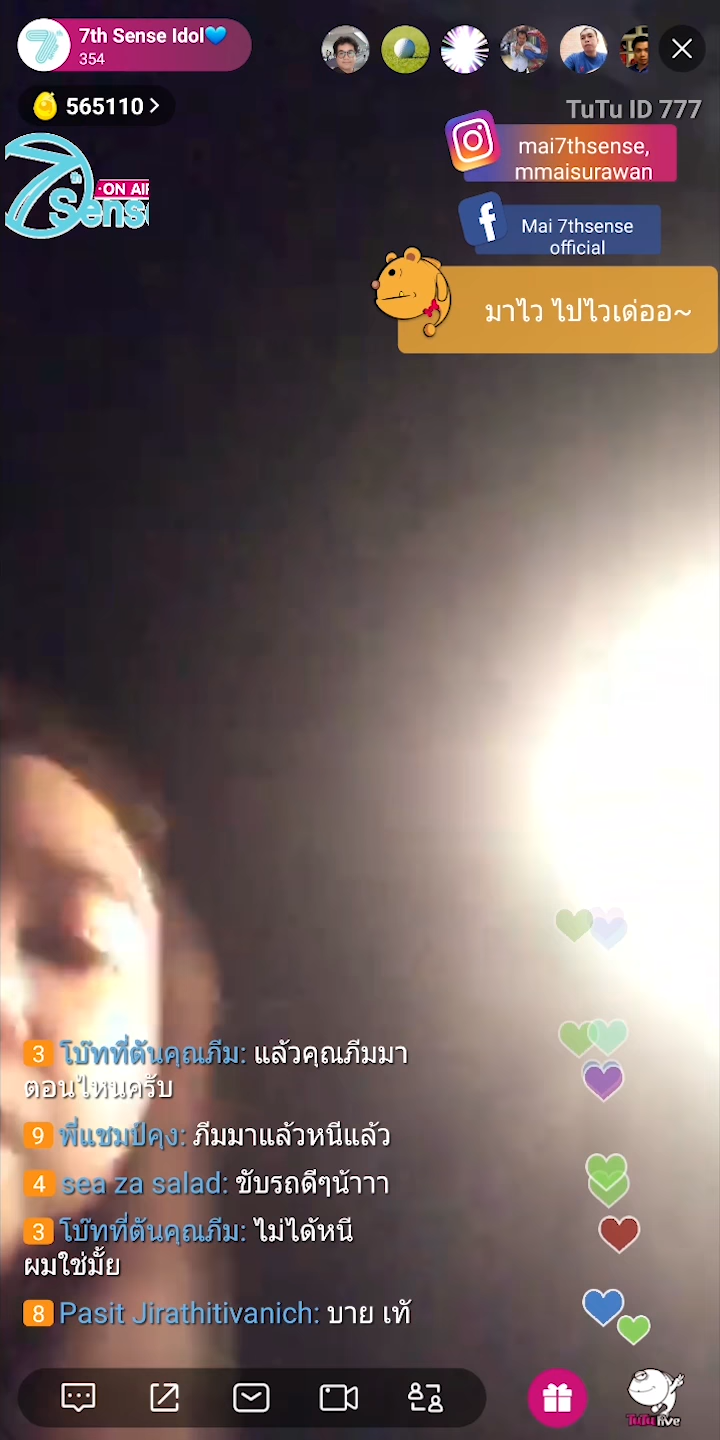 7th Sense Idol💙
354
565110
TuTu ID 777
7th Sense
·ON AIR
mai7thsense,
mmaisurawan
Mai 7thsense
official
มาไว ไปไวเด่ออ~
3 โบ๊ทที่ตันคุณภีม: แล้วคุณภีมมา
ตอนไหนครับ
9 พี่แชมป์คุง: ภีมมาแล้วหนีแล้ว
4 sea za salad: ขับรถดีๆน้าาา
3 โบ๊ทที่ตันคุณภีม: ไม่ได้หนี
ผมใช่มั้ย
8 Pasit Jirathitivanich: บาย เท้
TuTu live